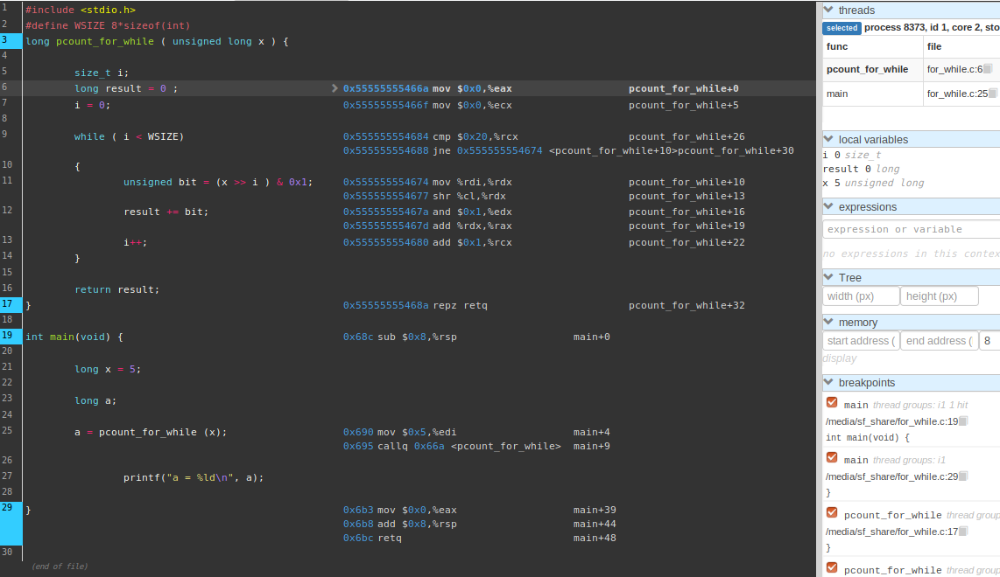 1 #include <stdio.h>
2 #define WSIZE 8*sizeof(int)
3 long pcount_for_while ( unsigned long x ) {
4
5 size_t i;
6 long result = 0 ; 0x55555555466a mov $0x0,%eax pcount_for_while+0
7 i = 0; 0x55555555466f mov $0x0,%ecx pcount_for_while+5
8
9 while ( i < WSIZE) 0x555555554684 cmp $0x20,%rcx pcount_for_while+26
0x555555554688 jne 0x555555554674 <pcount_for_while+10>pcount_for_while+30
10 {
11 unsigned bit = (x >> i ) & 0x1; 0x555555554674 mov %rdi,%rdx pcount_for_while+10
0x555555554677 shr %cl,%rdx pcount_for_while+13
12 result += bit; 0x55555555467a and $0x1,%edx pcount_for_while+16
0x55555555467d add %rdx,%rax pcount_for_while+19
13 i++; 0x555555554680 add $0x1,%rcx pcount_for_while+22
14 }
15
16 return result;
17 } 0x55555555468a repz retq pcount_for_while+32
18
19 int main(void) { 0x68c sub $0x8,%rsp main+0
20
21 long x = 5;
22
23 long a;
24
25 a = pcount_for_while (x); 0x690 mov $0x5,%edi main+4
0x695 callq 0x66a <pcount_for_while> main+9
26
27 printf("a = %ld\n", a);
28
29 } 0x6b3 mov $0x0,%eax main+39
0x6b8 add $0x8,%rsp main+44
0x6bc retq main+48
30
(end of file)
threads
selected process 8373, id 1, core 2, sto
func file
pcount_for_while for_while.c:6
main for_while.c:25
local variables
i 0 size_t
result 0 long
x 5 unsigned long
expressions
expression or variable
no expressions in this contex
Tree
width (px) height (px)
memory
start address ( end address ( 8
display
breakpoints
main thread groups: i1 1 hit
/media/sf_share/for_while.c:19
int main(void) {
main thread groups: i1
/media/sf_share/for_while.c:29
}
pcount_for_while thread group
/media/sf_share/for_while.c:17
}
pcount_for_while thread group